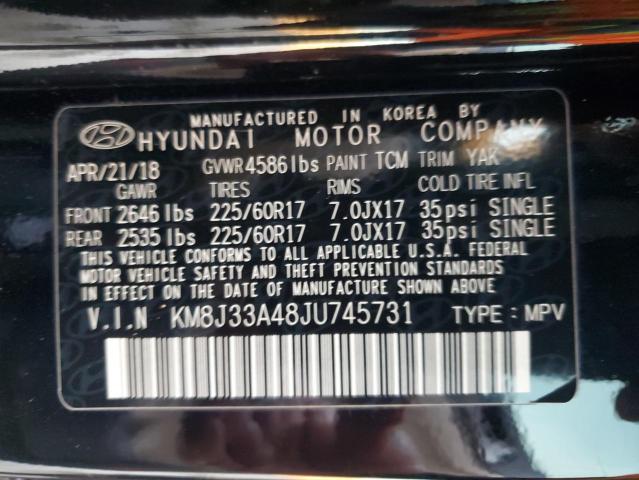 MANUFACTURED IN KOREA BY
HYUNDAI MOTOR COMPANY
APR/21/18 GVWR 4586lbs PAINT TCM TRIM YAK
GAWR TIRES RIMS COLD TIRE INFL
FRONT 2646 lbs 225/60R17 7.0JX17 35psi SINGLE
REAR 2535 lbs 225/60R17 7.0JX17 35psi SINGLE
THIS VEHICLE CONFORMS TO ALL APPLICABLE U.S.A. FEDERAL
MOTOR VEHICLE SAFETY AND THEFT PREVENTION STANDARDS
IN EFFECT ON THE DATE OF MANUFACTURE SHOWN ABOVE.
V.I.N KM8J33A48JU745731 TYPE : MPV